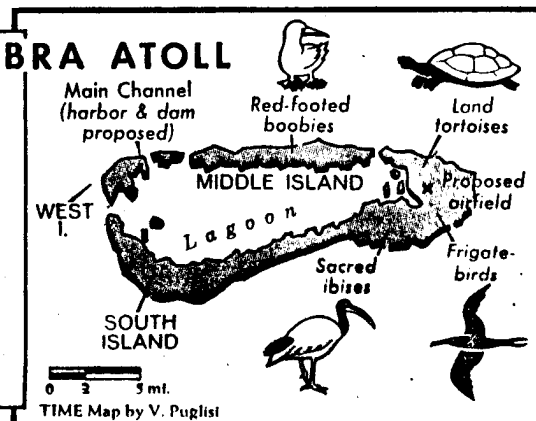 BRA ATOLL
Main Channel
(harbor & dam
proposed)
Red-footed
boobies
Land
tortoises
MIDDLE ISLAND
Proposed
airfield
WEST
I.
Lagoon
Sacred
ibises
Frigate-
birds
SOUTH
ISLAND
0 5 mi.
TIME Map by V. Puglisi